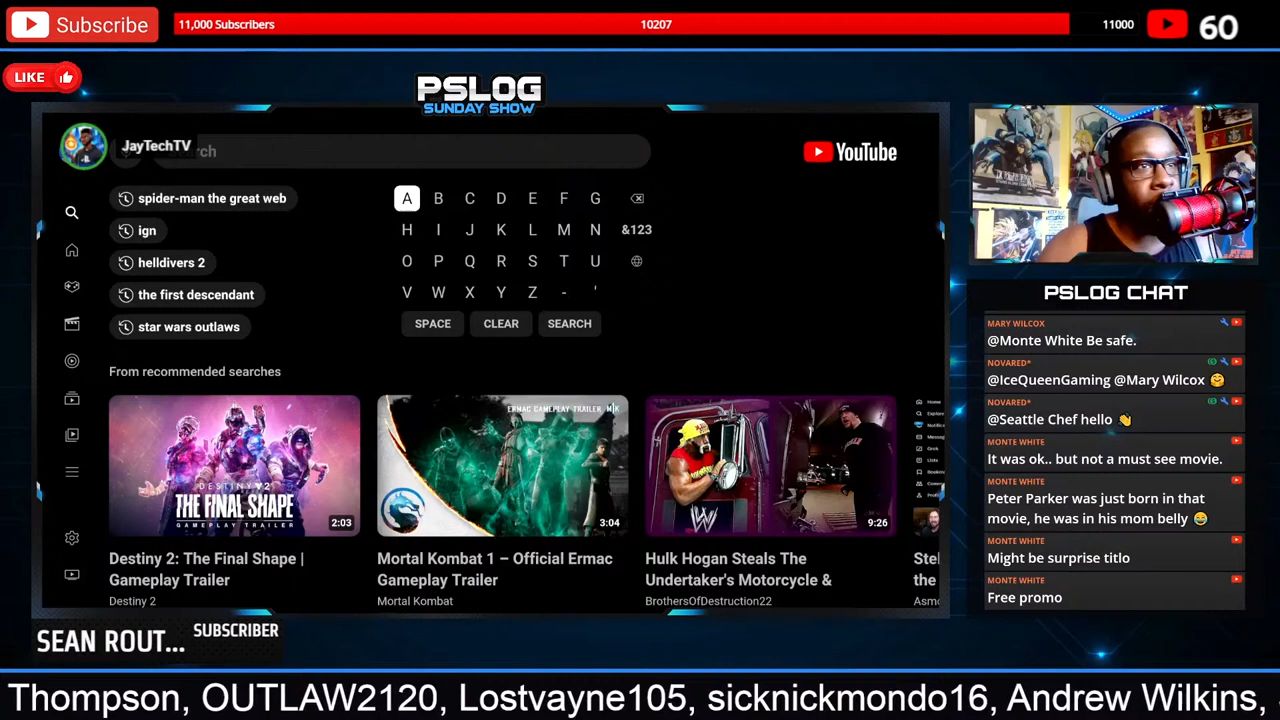 Subscribe
11,000 Subscribers
10207
11000
60
LIKE
PSLOG
SUNDAY SHOW
JayTechTV
YouTube
spider-man the great web
ign
helldivers 2
the first descendant
star wars outlaws
A B C D E F G
H I J K L M N &123
O P Q R S T U
V W X Y Z - '
SPACE CLEAR SEARCH
From recommended searches
DESTINY 2
THE FINAL SHAPE
GAMEPLAY TRAILER
2:03
Destiny 2: The Final Shape |
Gameplay Trailer
Destiny 2
ERMAC GAMEPLAY TRAILER
3:04
Mortal Kombat 1 – Official Ermac
Gameplay Trailer
Mortal Kombat
9:26
Hulk Hogan Steals The
Undertaker's Motorcycle &
BrothersOfDestruction22
Stel
the
Asmo
PSLOG CHAT
MARY WILCOX
@Monte White Be safe.
NOVARED*
@IceQueenGaming @Mary Wilcox 🤗
NOVARED*
@Seattle Chef hello 👋
MONTE WHITE
It was ok.. but not a must see movie.
MONTE WHITE
Peter Parker was just born in that
movie, he was in his mom belly 😂
MONTE WHITE
Might be surprise titlo
MONTE WHITE
Free promo
SEAN ROUT...
SUBSCRIBER
Thompson, OUTLAW2120, Lostvayne105, sicknickmondo16, Andrew Wilkins,